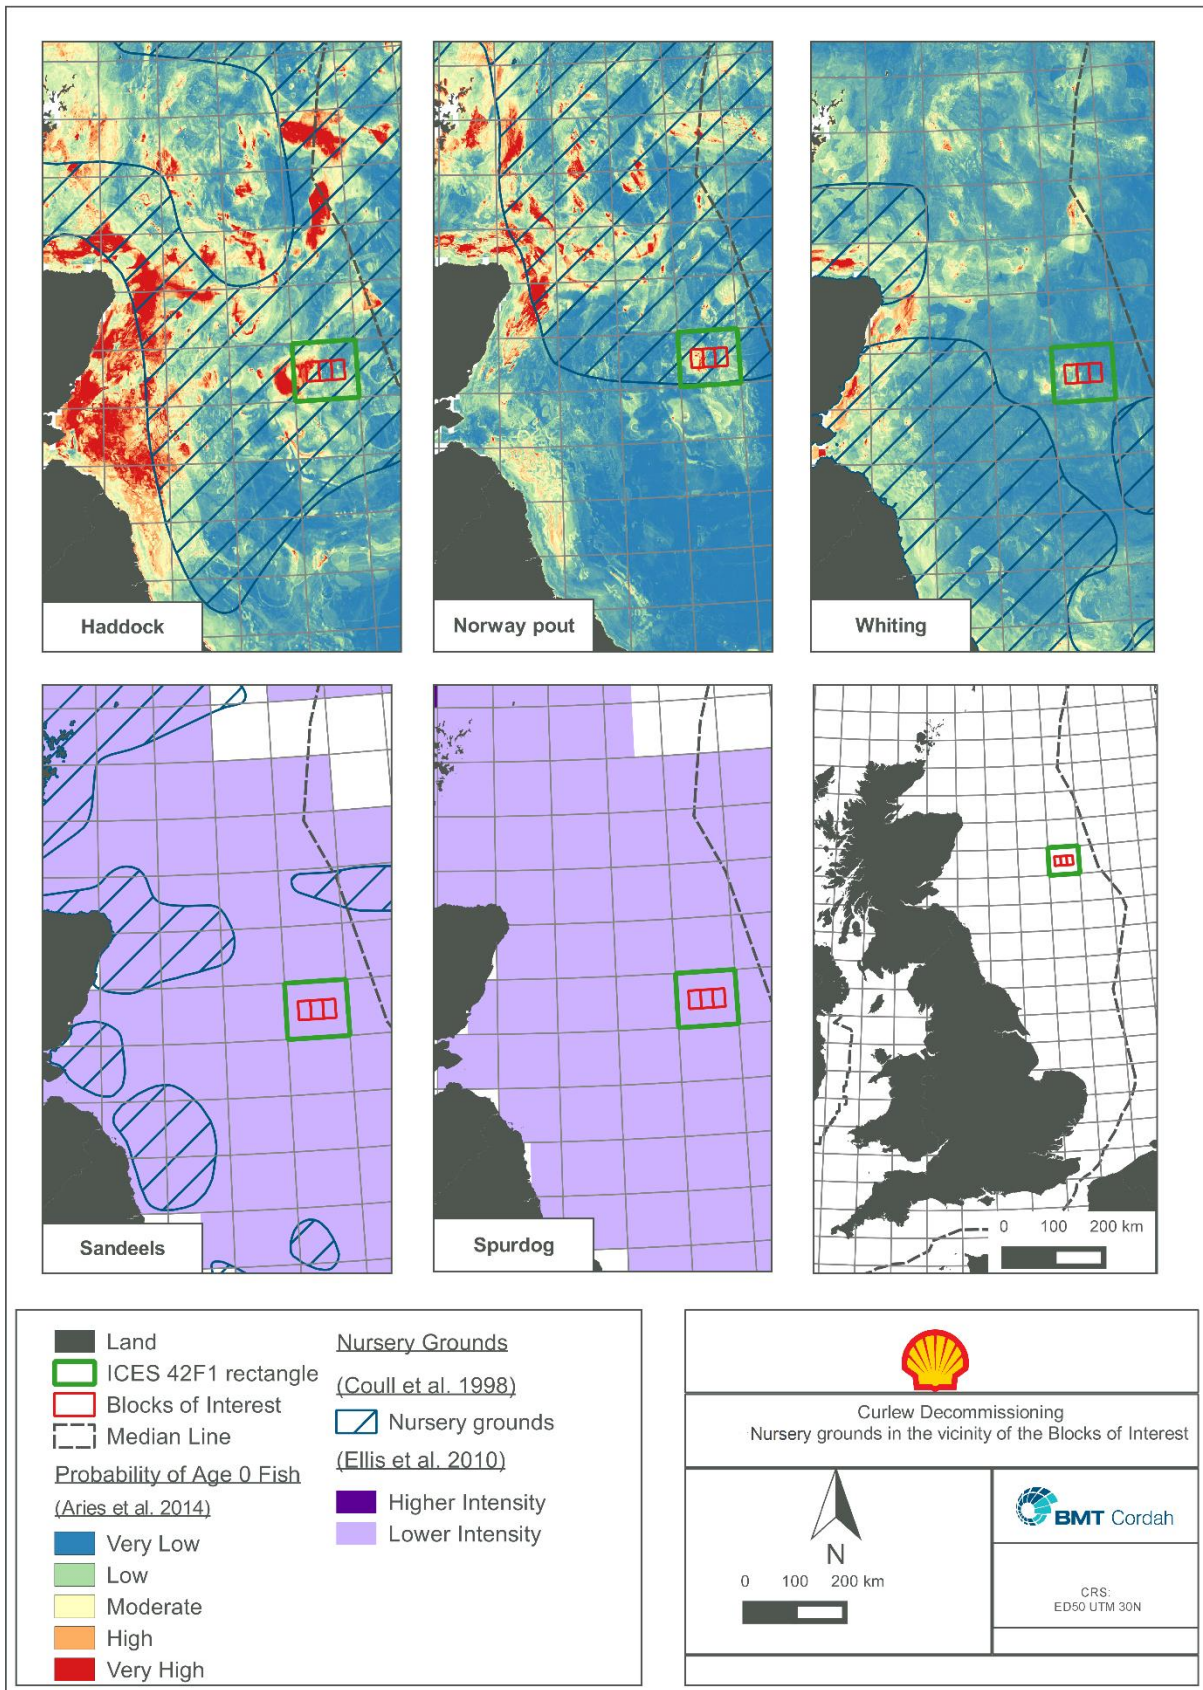 Haddock
Norway pout
Whiting
Sandeels
Spurdog
0 100 200 km
Land
ICES 42F1 rectangle
Blocks of Interest
Median Line
Probability of Age 0 Fish
(Aries et al. 2014)
Very Low
Low
Moderate
High
Very High
Nursery Grounds
(Coull et al. 1998)
Nursery grounds
(Ellis et al. 2010)
Higher Intensity
Lower Intensity
Curlew Decommissioning
Nursery grounds in the vicinity of the Blocks of Interest
N
0 100 200 km
BMT Cordah
CRS:
ED50 UTM 30N